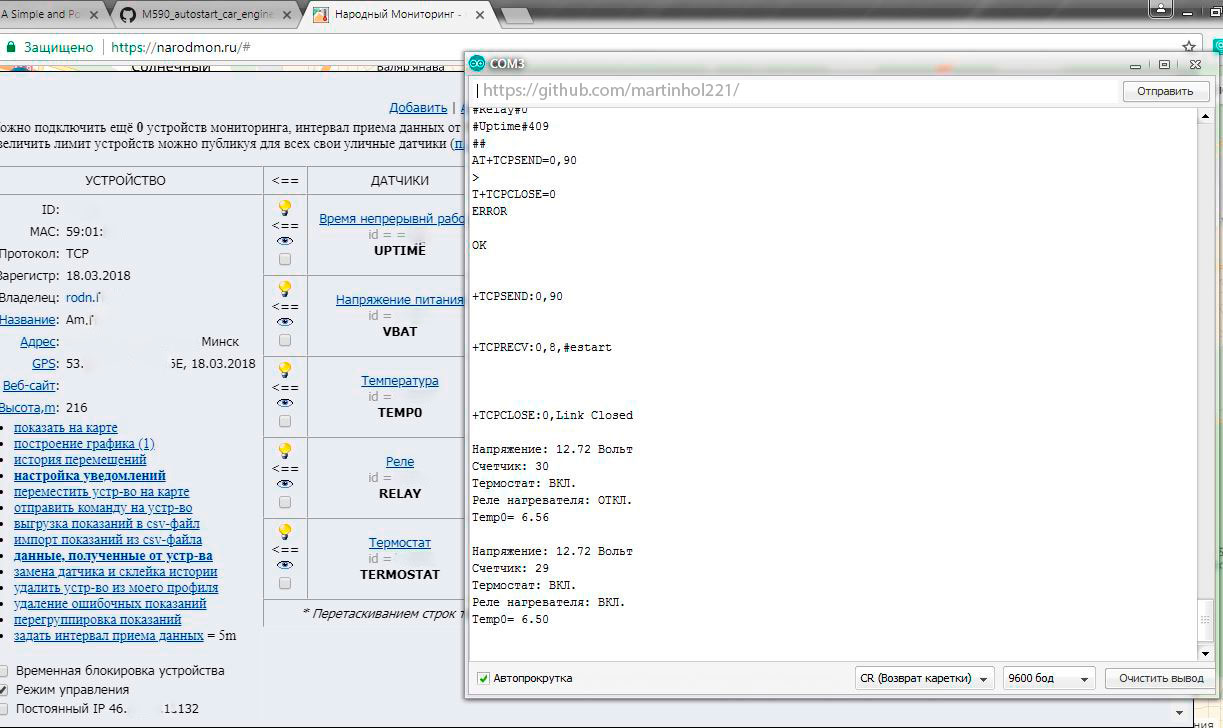 A Simple and Po
M590_autostart_car_engine
Народный Мониторинг -
Защищено
https://narodmon.ru/#
Солнечный
Валяр'янава
Добавить |
ожно подключить ещё 0 устройств мониторинга, интервал приема данных от
величить лимит устройств можно публикуя для всех свои уличные датчики
УСТРОЙСТВО
<==
ДАТЧИКИ
ID:
MAC: 59:01:
Протокол: TCP
Зарегистр: 18.03.2018
Владелец: rodn.
Название: Am.
Адрес: Минск
GPS: 53. 5E, 18.03.2018
Веб-сайт:
Высота,m: 216
показать на карте
построение графика (1)
история перемещений
настройка уведомлений
переместить устр-во на карте
отправить команду на устр-во
выгрузка показаний в csv-файл
импорт показаний из csv-файла
данные, полученные от устр-ва
замена датчика и склейка истории
удалить устр-во из моего профиля
удаление ошибочных показаний
перегруппировка показаний
задать интервал приема данных = 5m
Временная блокировка устройства
Режим управления
Постоянный IP 46. 132
<==
Время непрерывнй рабо
id = =
UPTIME
<==
Напряжение питания
id =
VBAT
<==
Температура
id =
TEMP0
<==
Реле
id =
RELAY
<==
Термостат
id =
TERMOSTAT
* Перетаскиванием строк
COM3
https://github.com/martinhol221/
Отправить
#Relay#0
#Uptime#409
##
AT+TCPSEND=0,90
>
T+TCPCLOSE=0
ERROR
OK
+TCPSEND:0,90
+TCPRECV:0,8,#estart
+TCPCLOSE:0,Link Closed
Напряжение: 12.72 Вольт
Счетчик: 30
Термостат: ВКЛ.
Реле нагревателя: ОТКЛ.
Temp0= 6.56
Напряжение: 12.72 Вольт
Счетчик: 29
Термостат: ВКЛ.
Реле нагревателя: ВКЛ.
Temp0= 6.50
Автопрокрутка
CR (Возврат каретки)
9600 бод
Очистить вывод